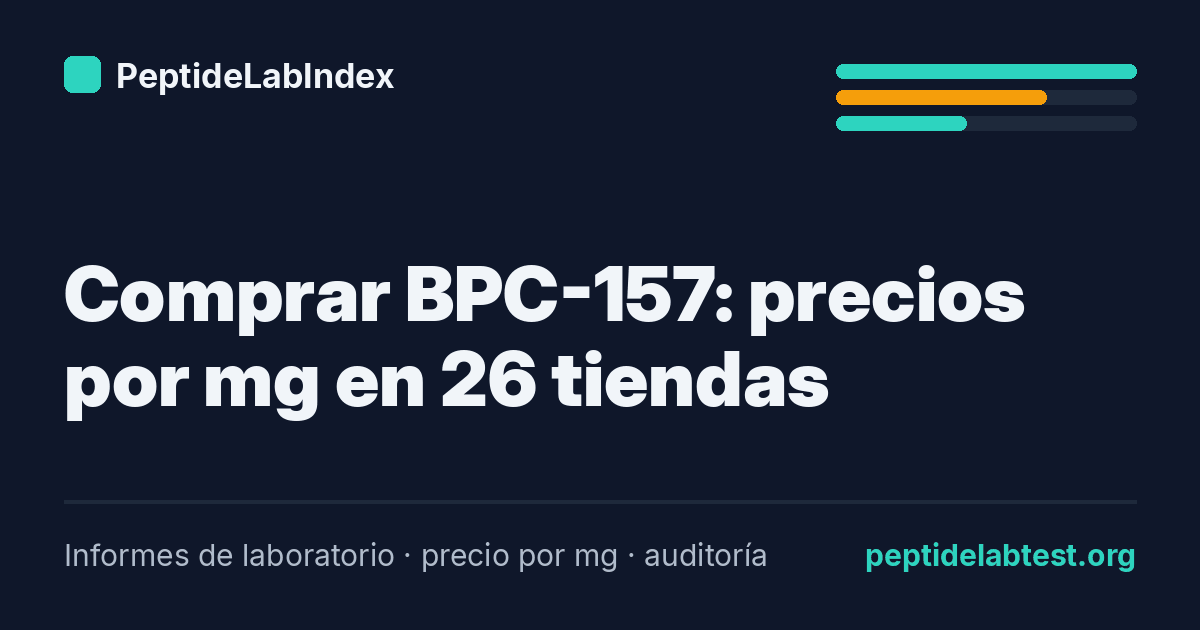 PeptideLabIndex
Comprar BPC-157: precios
por mg en 26 tiendas
Informes de laboratorio · precio por mg · auditoría
peptidelabtest.org